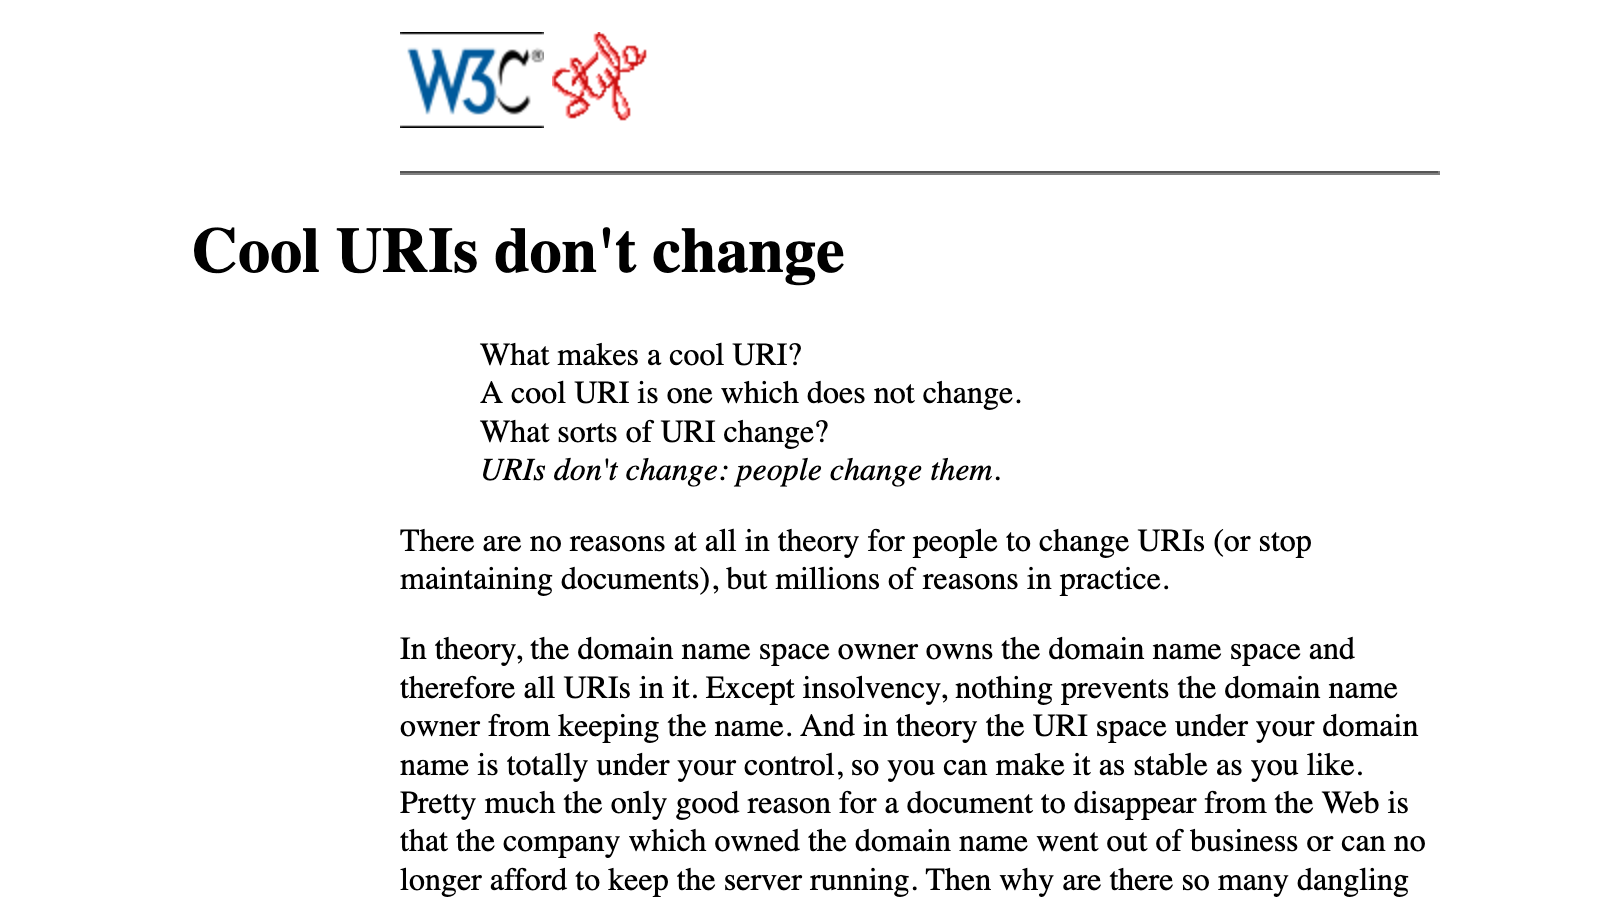 W3C® Style
Cool URIs don't change
What makes a cool URI?
A cool URI is one which does not change.
What sorts of URI change?
URIs don't change: people change them.
There are no reasons at all in theory for people to change URIs (or stop
maintaining documents), but millions of reasons in practice.
In theory, the domain name space owner owns the domain name space and
therefore all URIs in it. Except insolvency, nothing prevents the domain name
owner from keeping the name. And in theory the URI space under your domain
name is totally under your control, so you can make it as stable as you like.
Pretty much the only good reason for a document to disappear from the Web is
that the company which owned the domain name went out of business or can no
longer afford to keep the server running. Then why are there so many dangling